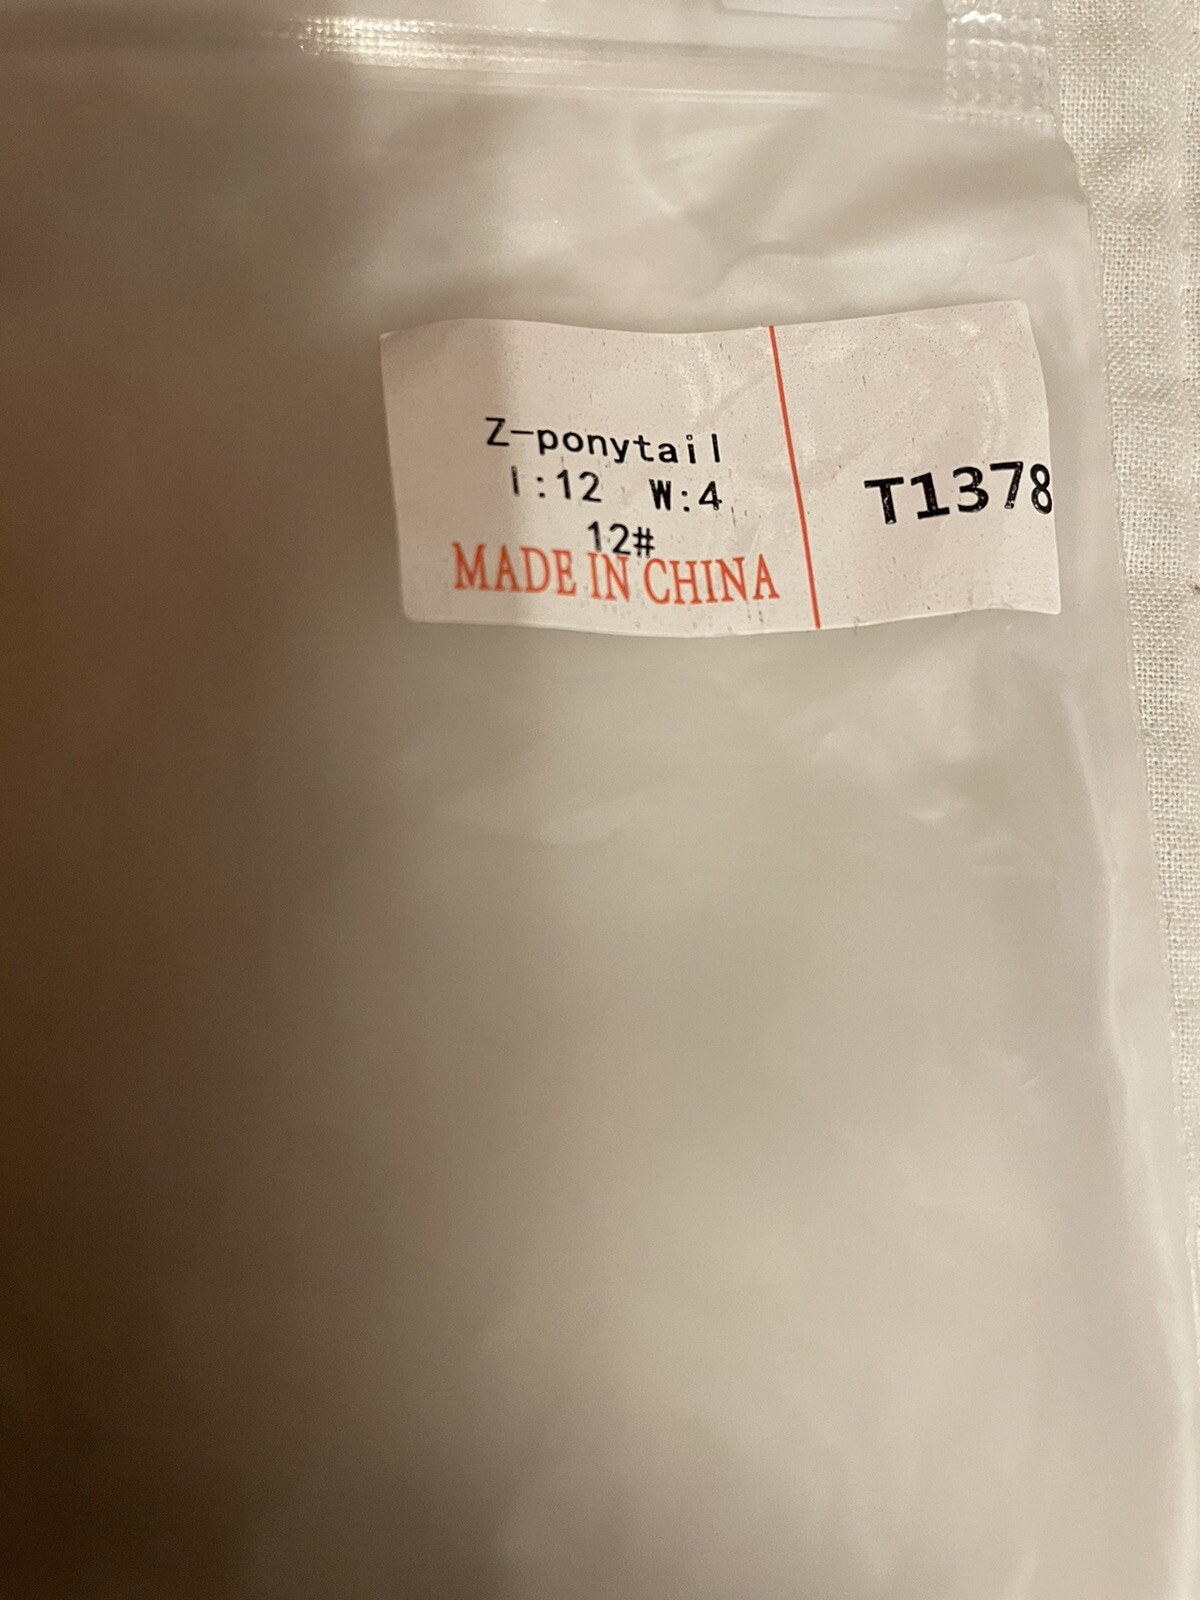 Z-ponytail
l:12 W:4
12#
MADE IN CHINA
T1378